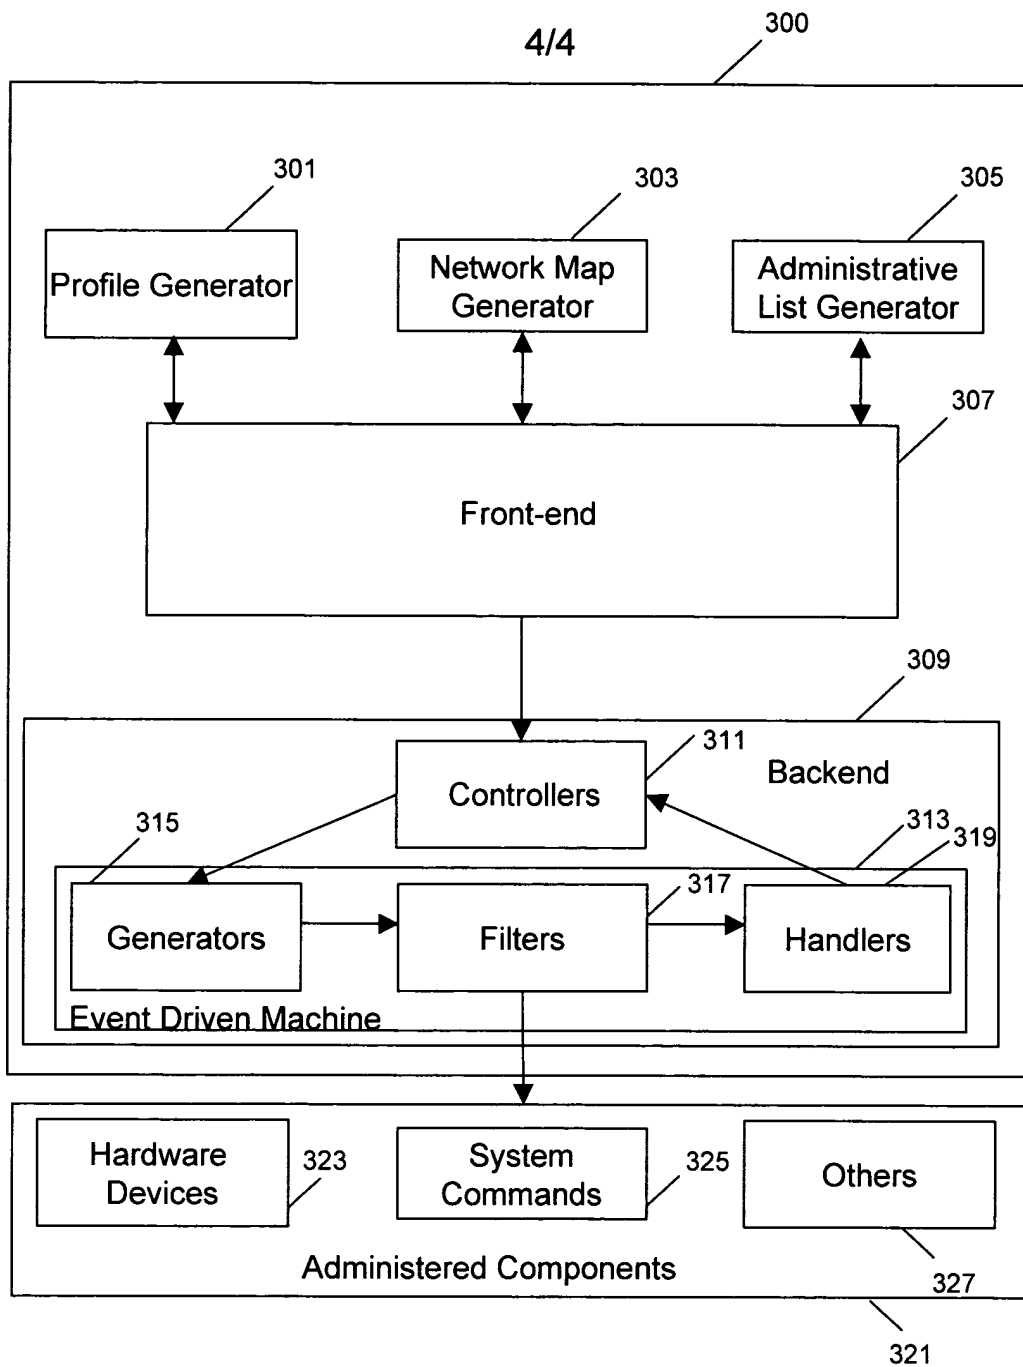 4/4
300
301
303
305
Profile Generator
Network Map
Generator
Administrative
List Generator
307
Front-end
309
311
Controllers
Backend
315
313
319
317
Generators
Filters
Handlers
Event Driven Machine
Hardware
Devices
323
System
Commands
325
Others
Administered Components
327
321